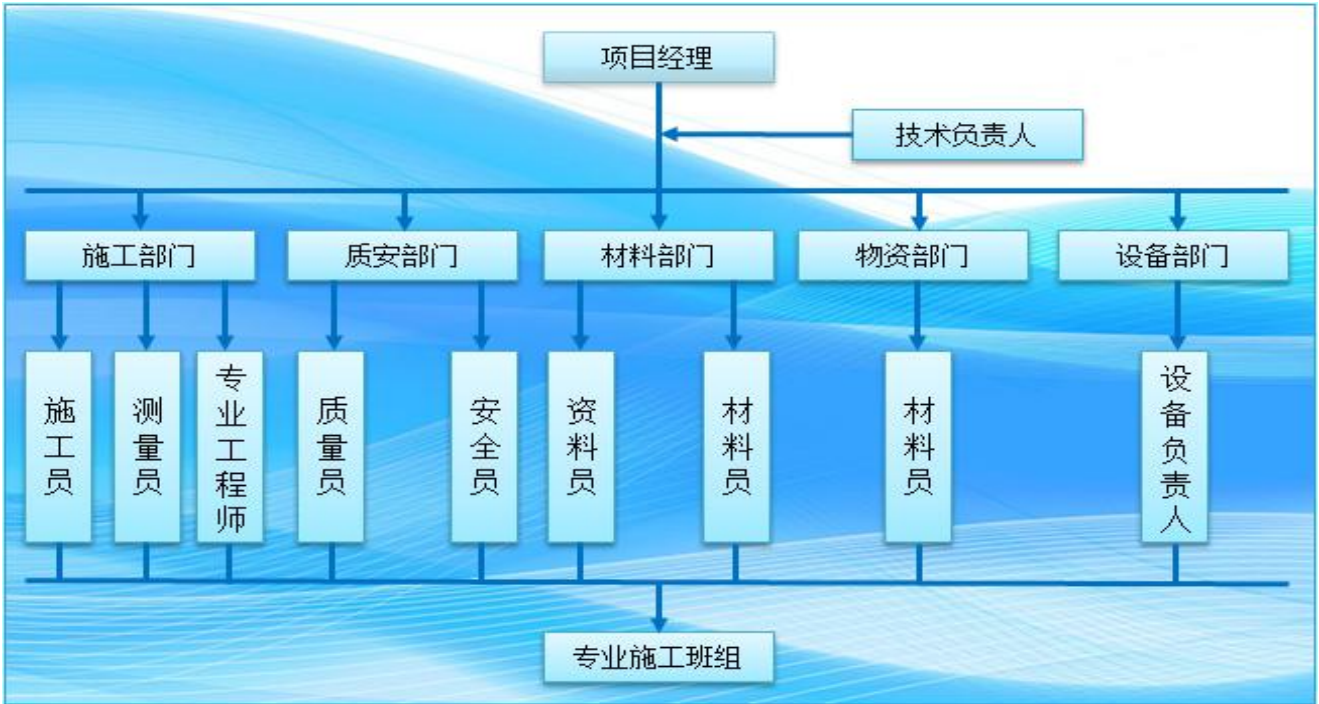 项目经理
技术负责人
施工部门
质安部门
材料部门
物资部门
设备部门
施工员
测量员
专业工程师
质量员
安全员
资料员
材料员
材料员
设备负责人
专业施工班组